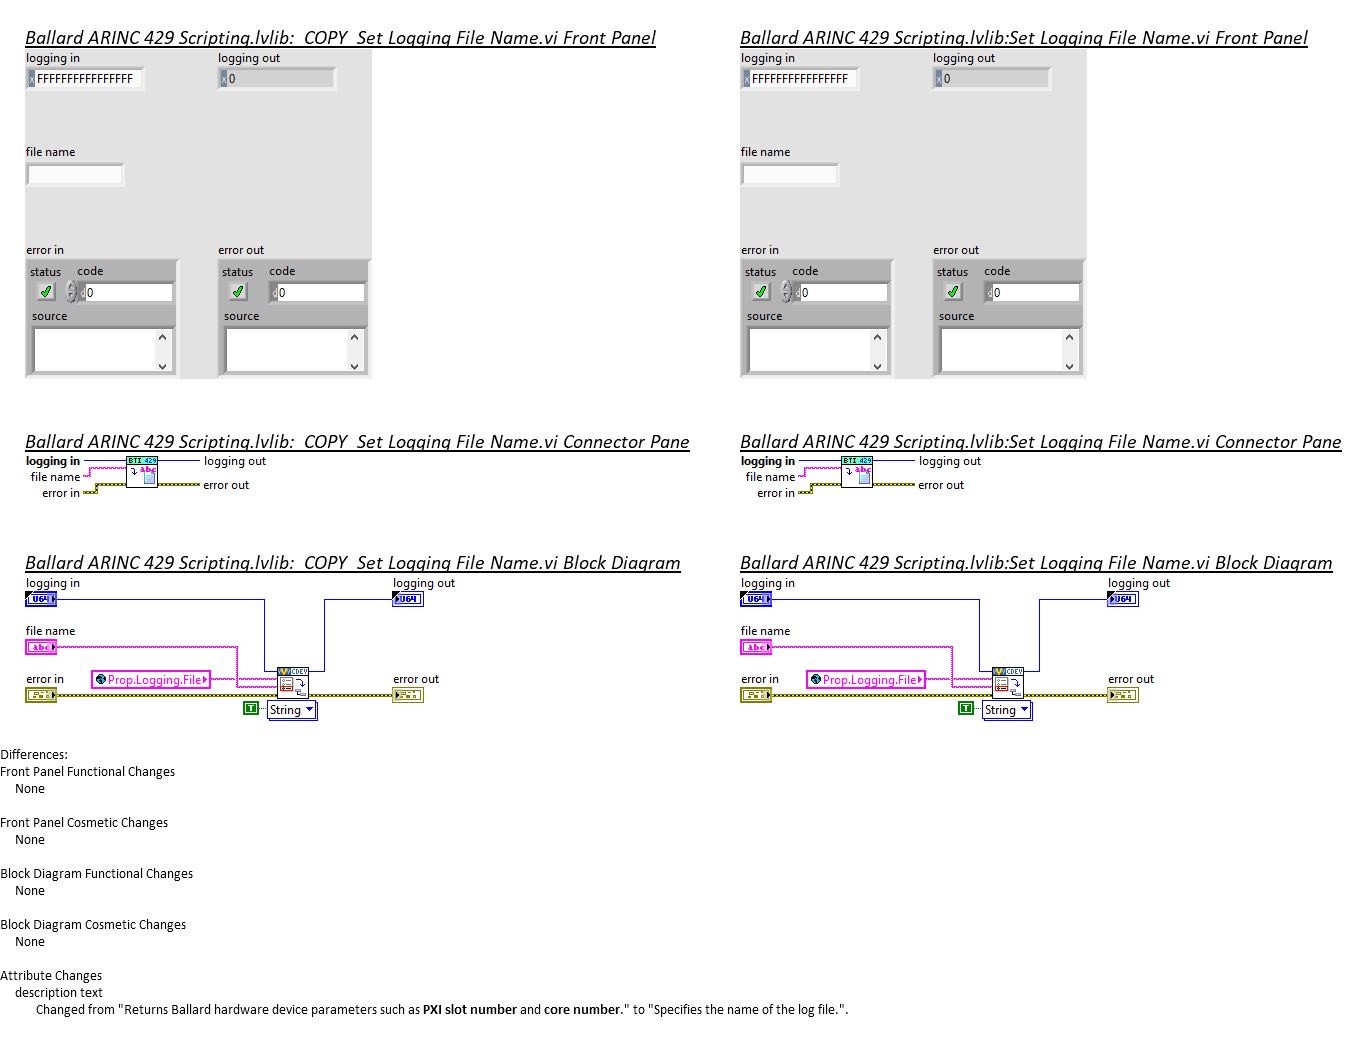 Ballard ARINC 429 Scripting.lvlib:  COPY  Set Logging File Name.vi Front Panel
logging in
logging out
x FFFFFFFFFFFFFFFF
x 0
file name
error in
error out
status
code
status
code
d 0
d 0
source
source
Ballard ARINC 429 Scripting.lvlib:Set Logging File Name.vi Front Panel
logging in
logging out
x FFFFFFFFFFFFFFFF
x 0
file name
error in
error out
status
code
status
code
d 0
d 0
source
source
Ballard ARINC 429 Scripting.lvlib:  COPY  Set Logging File Name.vi Connector Pane
logging in
BTI 429
logging out
file name
abc
error in
error out
Ballard ARINC 429 Scripting.lvlib:Set Logging File Name.vi Connector Pane
logging in
BTI 429
logging out
file name
abc
error in
error out
Ballard ARINC 429 Scripting.lvlib:  COPY  Set Logging File Name.vi Block Diagram
logging in
logging out
U64
U64
file name
abc
error in
Prop.Logging.File
CDEV
error out
T
String
Ballard ARINC 429 Scripting.lvlib:Set Logging File Name.vi Block Diagram
logging in
logging out
U64
U64
file name
abc
error in
Prop.Logging.File
CDEV
error out
T
String
Differences:
Front Panel Functional Changes
None
Front Panel Cosmetic Changes
None
Block Diagram Functional Changes
None
Block Diagram Cosmetic Changes
None
Attribute Changes
description text
Changed from "Returns Ballard hardware device parameters such as PXI slot number and core number." to "Specifies the name of the log file.".